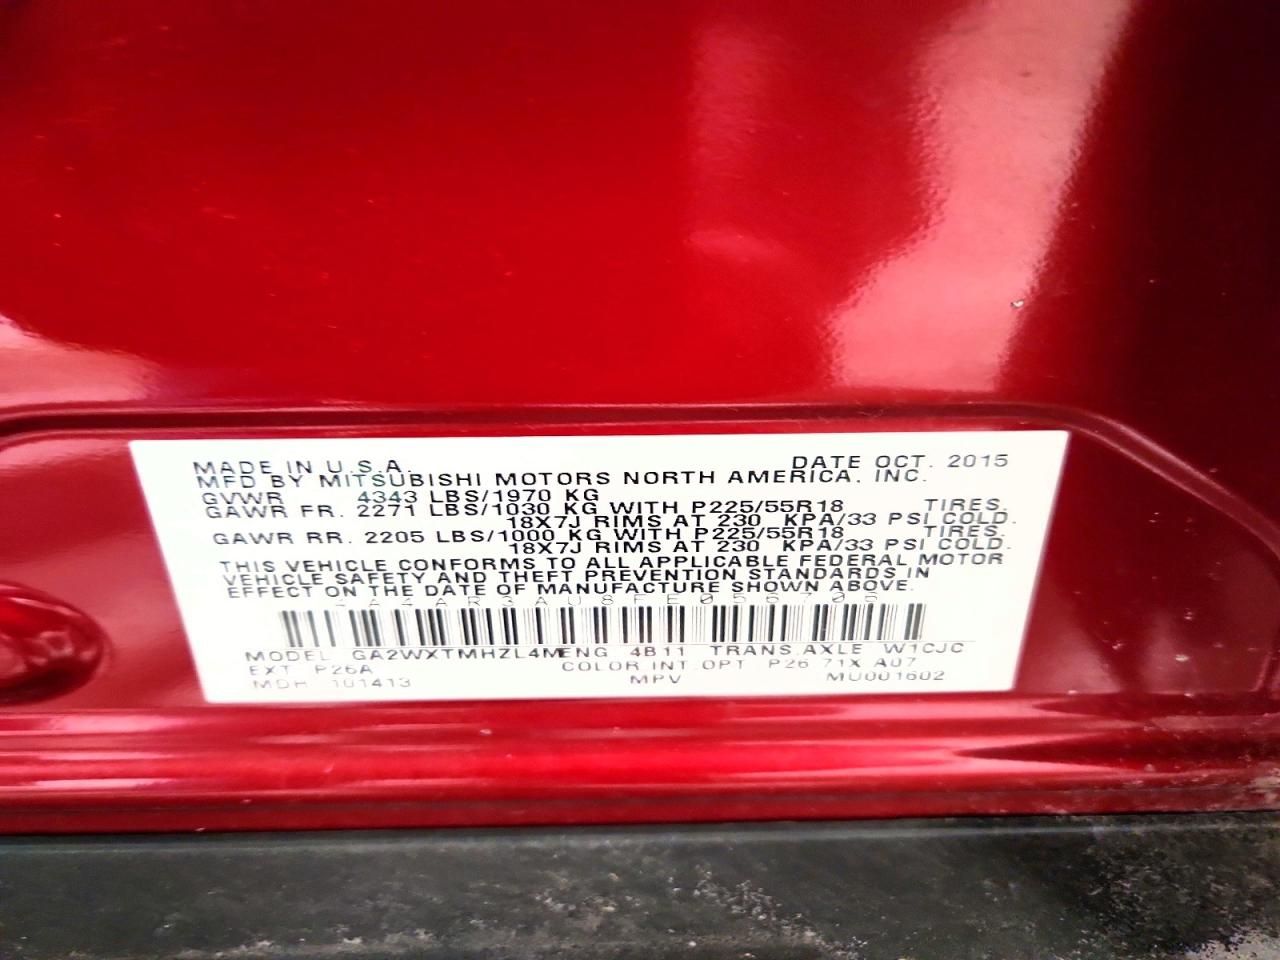 MADE IN U.S.A. DATE OCT. 2015
MFD BY MITSUBISHI MOTORS NORTH AMERICA, INC.
GVWR 4343 LBS/1970 KG
GAWR FR. 2271 LBS/1030 KG WITH P225/55R18 TIRES,
18X7J RIMS AT 230 KPA/33 PSI COLD.
GAWR RR. 2205 LBS/1000 KG WITH P225/55R18 TIRES,
18X7J RIMS AT 230 KPA/33 PSI COLD.
THIS VEHICLE CONFORMS TO ALL APPLICABLE FEDERAL MOTOR
VEHICLE SAFETY AND THEFT PREVENTION STANDARDS IN
EFFECT ON THE DATE OF MANUFACTURE SHOWN ABOVE.
MODEL GA2WXTMHZL4M ENG 4B11 TRANS.AXLE W1CJC
EXT P26A COLOR INT.OPT P26 71X A07
MDH 101413 MPV MU001602